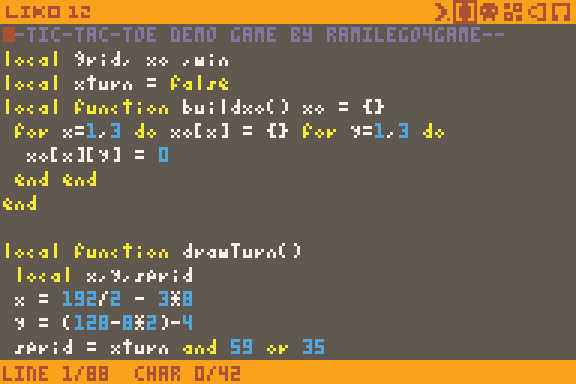 LIKO 12
--TIC-TAC-TOE DEMO GAME BY RAMILEGO4GAME--
local grid, xo ,win
local xturn = false
local function buildxo() xo = {}
for x=1,3 do xo[x] = {} for y=1,3 do
xo[x][y] = 0
end end
end
local function drawTurn()
local x,y,sprid
x = 192/2 - 3*8
y = (128-8*2)-4
sprid = xturn and 59 or 35
LINE 1/88 CHAR 0/42